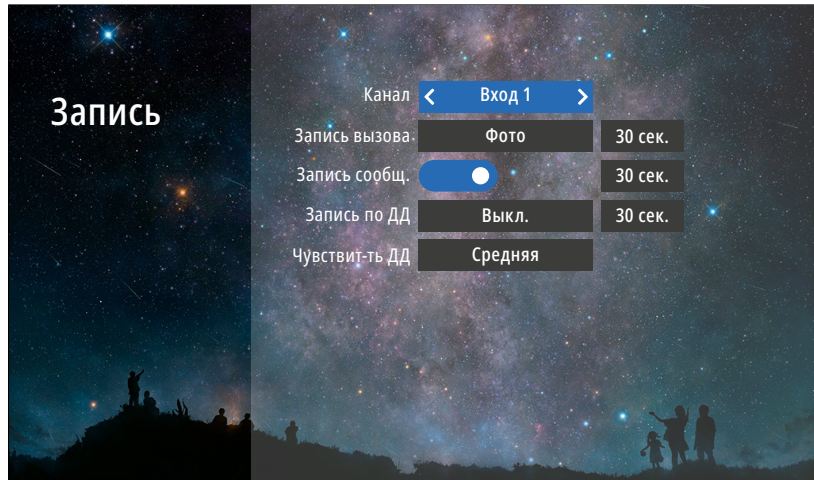 Запись
Канал Вход 1
Запись вызова Фото 30 сек.
Запись сообщ. 30 сек.
Запись по ДД Выкл. 30 сек.
Чувствит-ть ДД Средняя